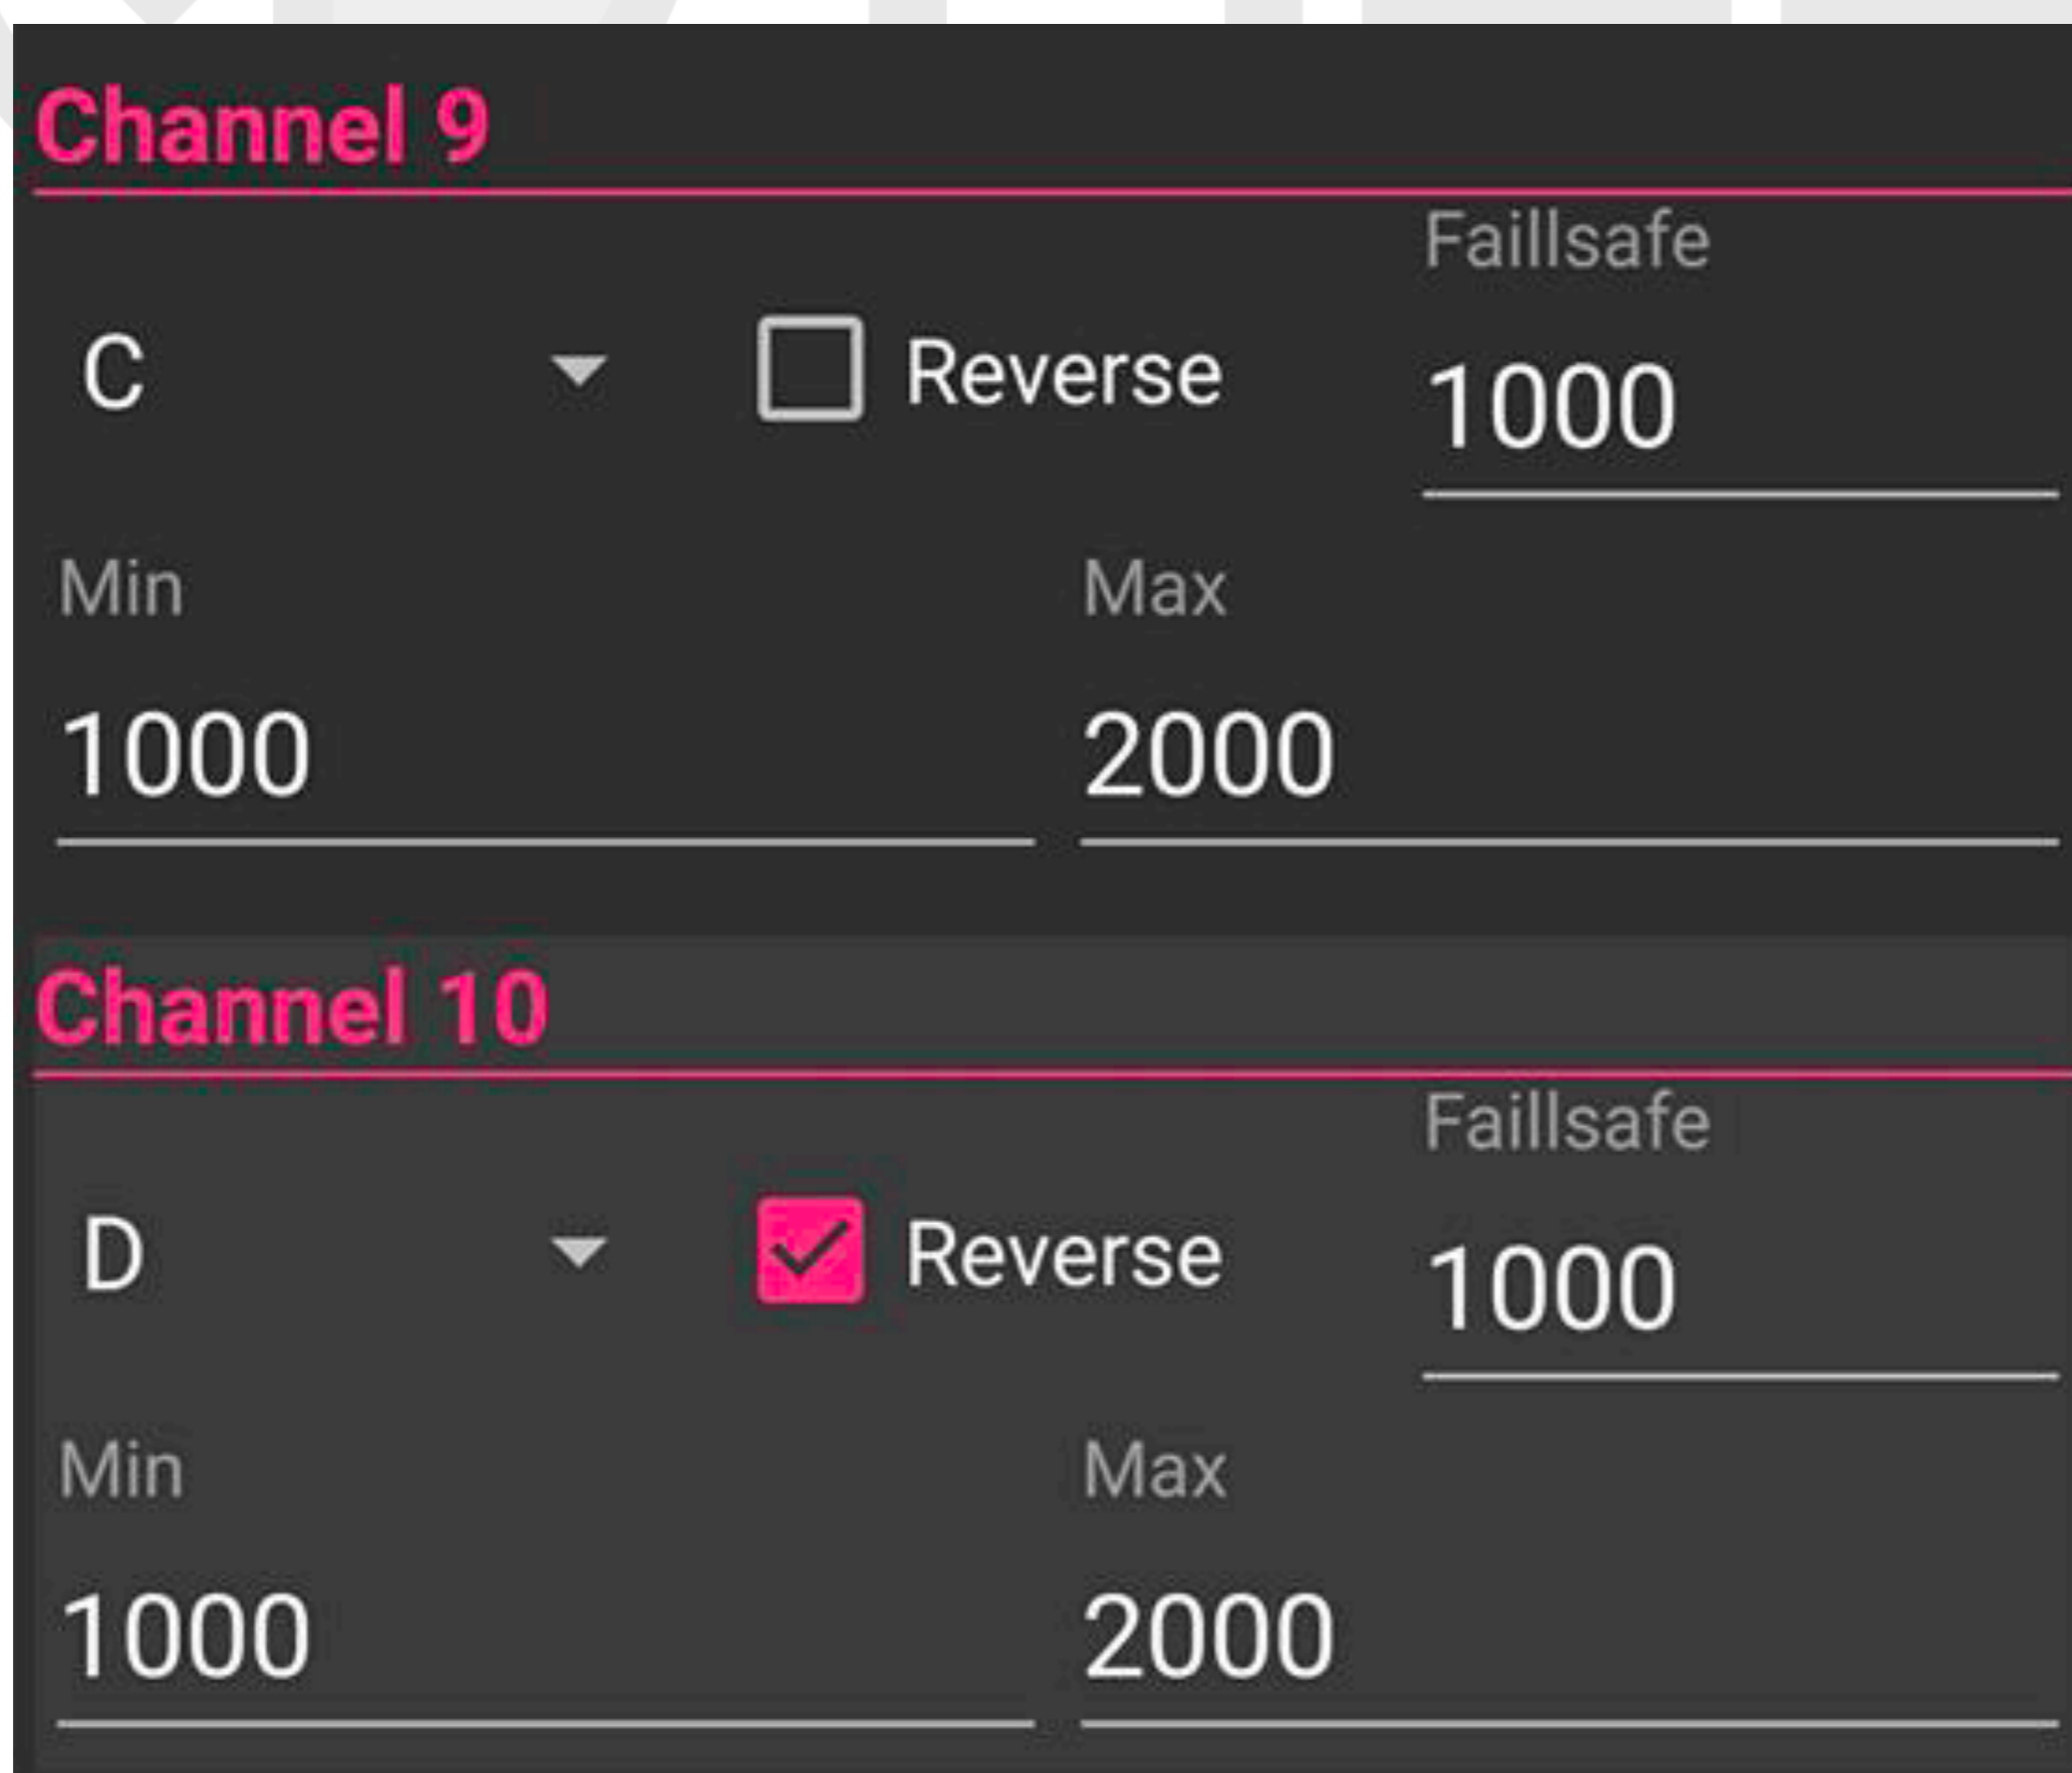 Channel 9
Faillsafe
C Reverse 1000
Min Max
1000 2000
Channel 10
Faillsafe
D Reverse 1000
Min Max
1000 2000